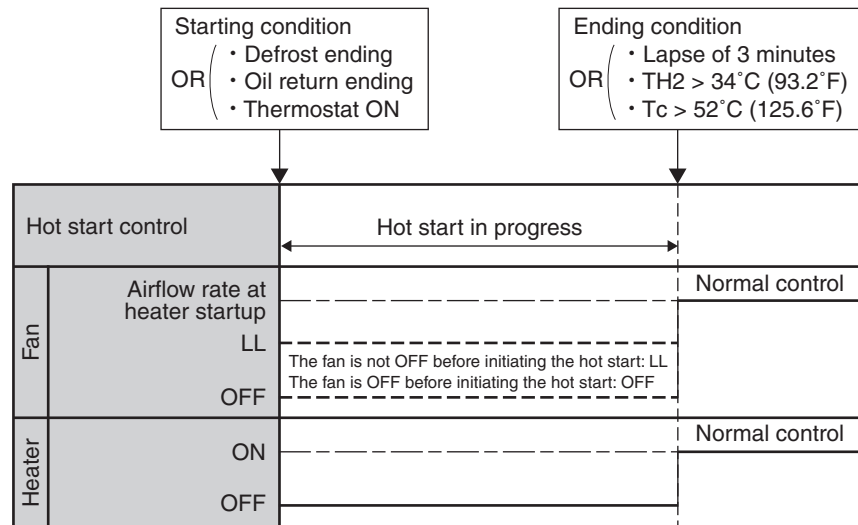 Starting condition
OR
・Defrost ending
・Oil return ending
・Thermostat ON
Ending condition
OR
・Lapse of 3 minutes
・TH2 > 34˚C (93.2˚F)
・Tc > 52˚C (125.6˚F)
Hot start control
Hot start in progress
Fan
Airflow rate at
heater startup
LL
OFF
Normal control
The fan is not OFF before initiating the hot start: LL
The fan is OFF before initiating the hot start: OFF
Heater
ON
OFF
Normal control